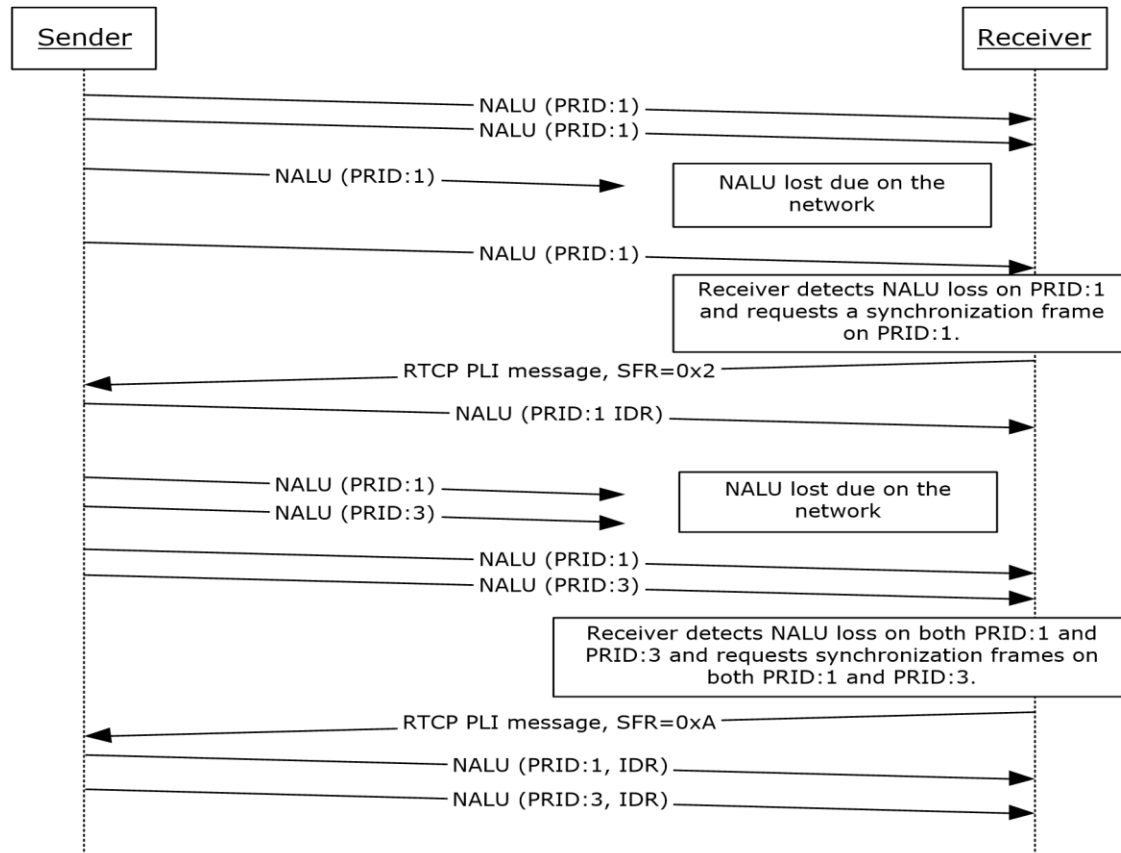 Sender
Receiver
NALU (PRID:1)
NALU (PRID:1)
NALU (PRID:1)
NALU lost due on the
network
NALU (PRID:1)
Receiver detects NALU loss on PRID:1
and requests a synchronization frame
on PRID:1.
RTCP PLI message, SFR=0x2
NALU (PRID:1 IDR)
NALU (PRID:1)
NALU lost due on the
network
NALU (PRID:3)
NALU (PRID:1)
NALU (PRID:3)
Receiver detects NALU loss on both PRID:1 and
PRID:3 and requests synchronization frames on
both PRID:1 and PRID:3.
RTCP PLI message, SFR=0xA
NALU (PRID:1, IDR)
NALU (PRID:3, IDR)